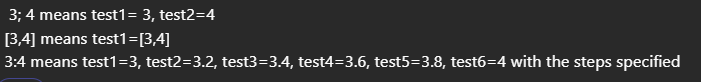 3; 4 means test1= 3, test2=4
[3,4] means test1=[3,4]
3:4 means test1=3, test2=3.2, test3=3.4, test4=3.6, test5=3.8, test6=4 with the steps specified